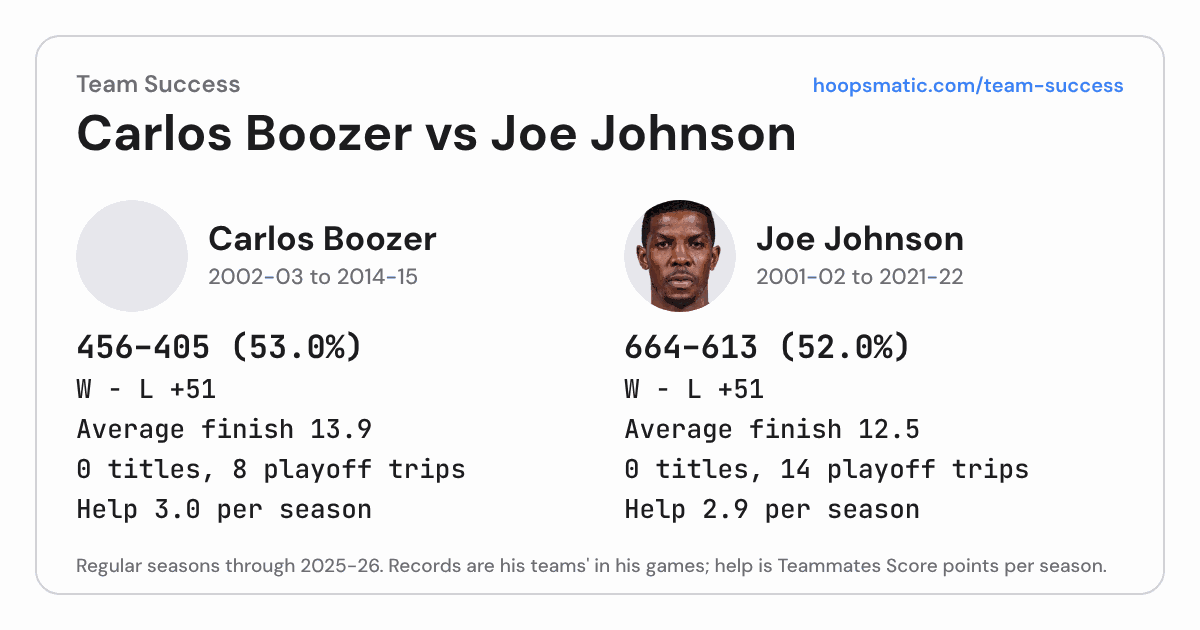 Team Success
hoopsmatic.com/team-success
Carlos Boozer vs Joe Johnson
Carlos Boozer
2002-03 to 2014-15
456-405 (53.0%)
W - L +51
Average finish 13.9
0 titles, 8 playoff trips
Help 3.0 per season
Joe Johnson
2001-02 to 2021-22
664-613 (52.0%)
W - L +51
Average finish 12.5
0 titles, 14 playoff trips
Help 2.9 per season
Regular seasons through 2025-26. Records are his teams' in his games; help is Teammates Score points per season.